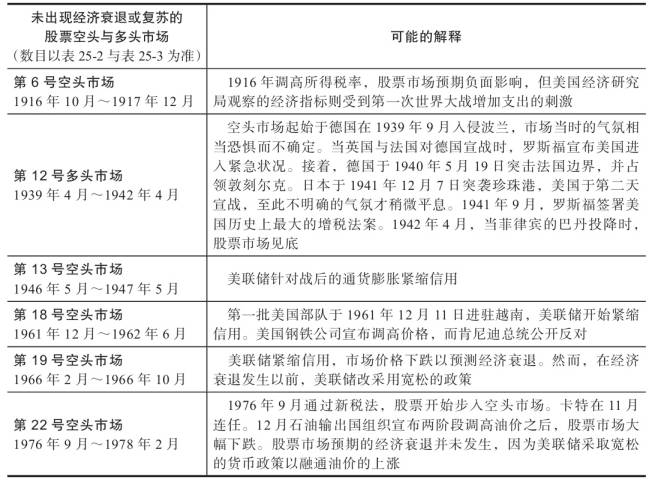 未出现经济衰退或复苏的
股票空头与多头市场
（数目以表 25-2 与表 25-3 为准）
可能的解释
第 6 号空头市场
1916 年 10 月～1917 年 12 月
1916 年调高所得税率，股票市场预期负面影响，但美国经济研究
局观察的经济指标则受到第一次世界大战增加支出的刺激
第 12 号多头市场
1939 年 4 月～1942 年 4 月
空头市场起始于德国在 1939 年 9 月入侵波兰，市场当时的气氛相
当恐惧而不确定。当英国与法国对德国宣战时，罗斯福宣布美国进
入紧急状况。接着，德国于 1940 年 5 月 19 日突击法国边界，并占
领敦刻尔克。日本于 1941 年 12 月 7 日突袭珍珠港，美国于第二天
宣战，至此不明确的气氛才稍微平息。1941 年 9 月，罗斯福签署美
国历史上最大的增税法案。1942 年 4 月，当菲律宾的巴丹投降时，
股票市场见底
第 13 号空头市场
1946 年 5 月～1947 年 5 月
美联储针对战后的通货膨胀紧缩信用
第 18 号空头市场
1961 年 12 月～1962 年 6 月
第一批美国部队于 1961 年 12 月 11 日进驻越南，美联储开始紧缩
信用。美国钢铁公司宣布调高价格，而肯尼迪总统公开反对
第 19 号空头市场
1966 年 2 月～1966 年 10 月
美联储紧缩信用，市场价格下跌以预测经济衰退。然而，在经济
衰退发生以前，美联储改采用宽松的政策
第 22 号空头市场
1976 年 9 月～1978 年 2 月
1976 年 9 月通过新税法，股票开始步入空头市场。卡特在 11 月
连任。12 月石油输出国组织宣布两阶段调高油价之后，股票市场大
幅下跌。股票市场预期的经济衰退并未发生，因为美联储采取宽松
的货币政策以融通油价的上涨